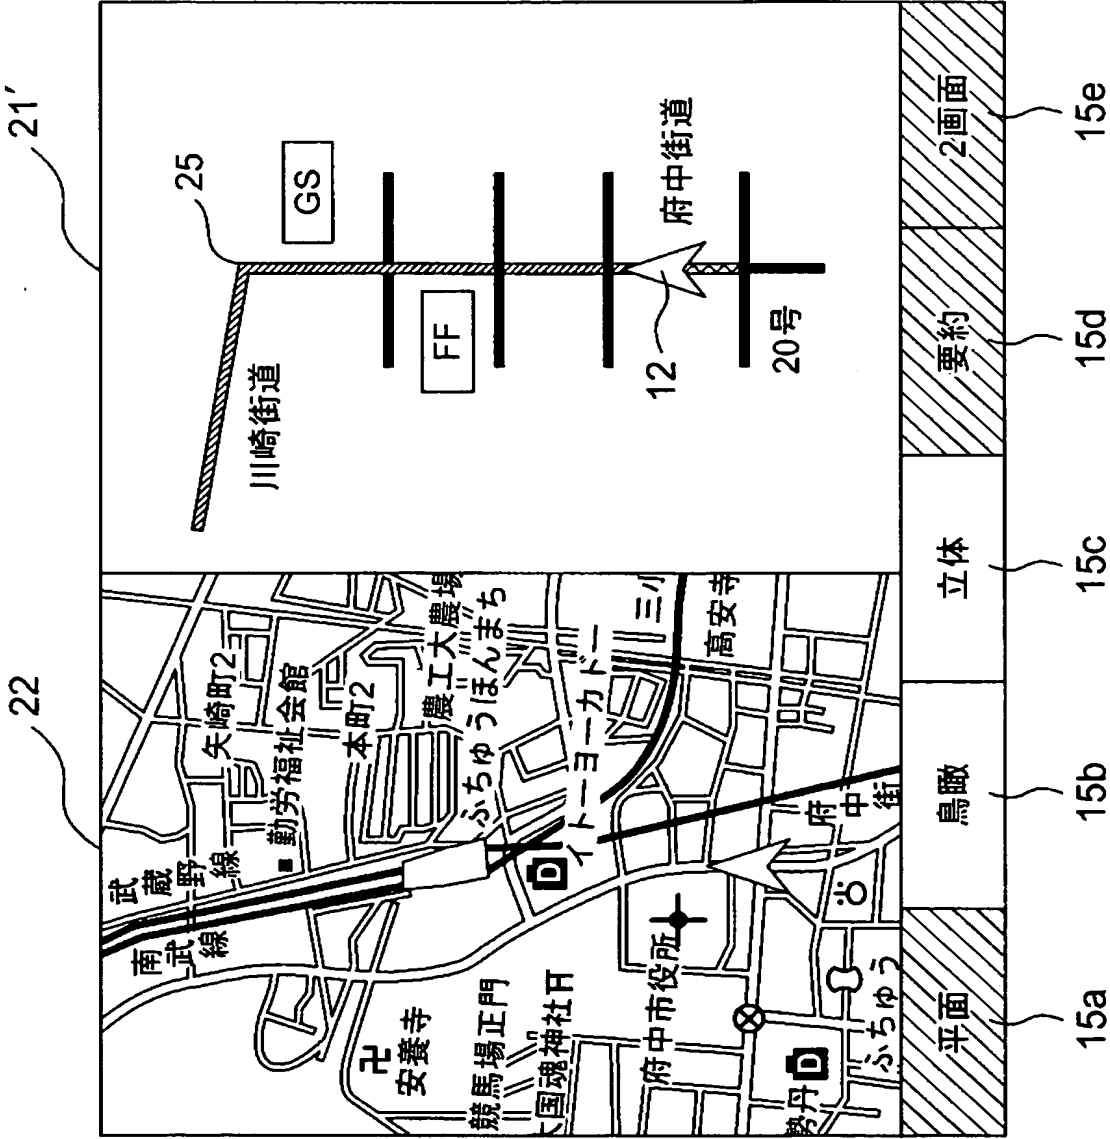 22
21′
武蔵野線
南武線
矢崎町2
勤労福祉会館
本町2
農工大農場
ふちゅうほんまち
イトーヨーカドー
三小
高安寺
府中街
安養寺
競馬場正門
大国魂神社
府中市役所
勢丹
ふちゅう
D
D
川崎街道
25
GS
FF
12
府中街道
20号
平面
鳥瞰
立体
要約
2画面
15a
15b
15c
15d
15e